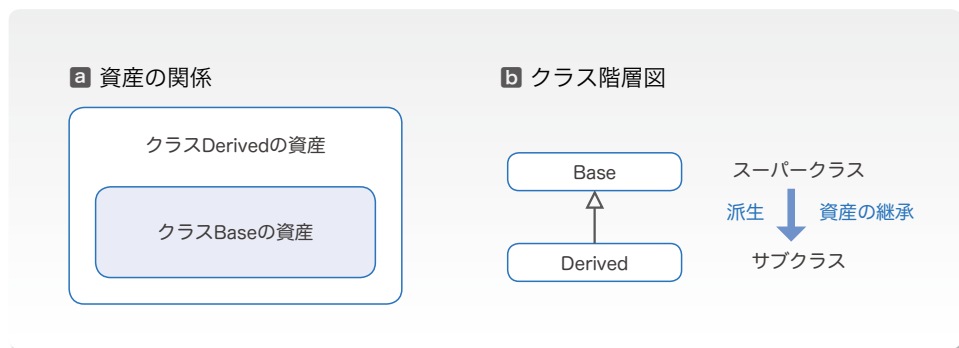 a 資産の関係
クラスDerivedの資産
クラスBaseの資産
b クラス階層図
Base
Derived
スーパークラス
派生 資産の継承
サブクラス